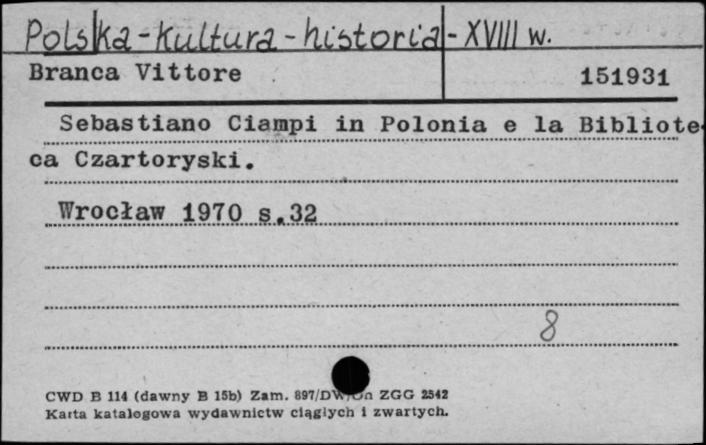 Polska - Kultura - historia - XVIII w.
Branca Vittore 151931
Sebastiano Ciampi in Polonia e la Bibliote-
ca Czartoryski.
Wrocław 1970 s.32
8
CWD B 114 (dawny B 15b) Zam. 897/DW/ ZGG 2542
Karta katalogowa wydawnictw ciągłych i zwartych.